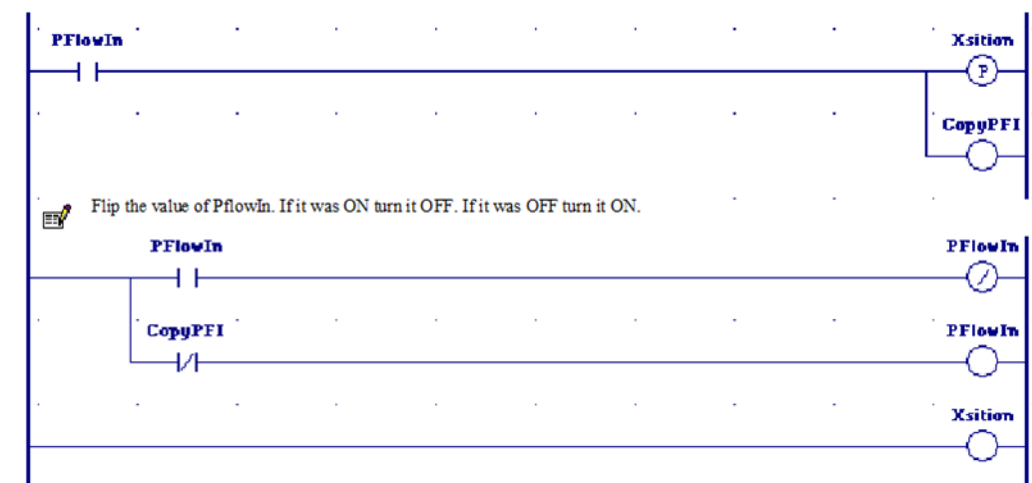 PFlowIn
Xsition
P
CopyPFI
Flip the value of PflowIn. If it was ON turn it OFF. If it was OFF turn it ON.
PFlowIn
PFlowIn
CopyPFI
PFlowIn
Xsition